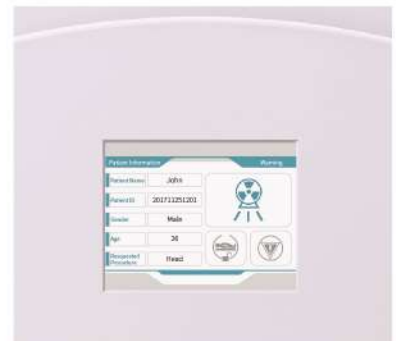 Patient Information
Warning
Patient Name
John
Patient ID
201713251201
Gender
Male
Age
36
Requested
Procedure
Head